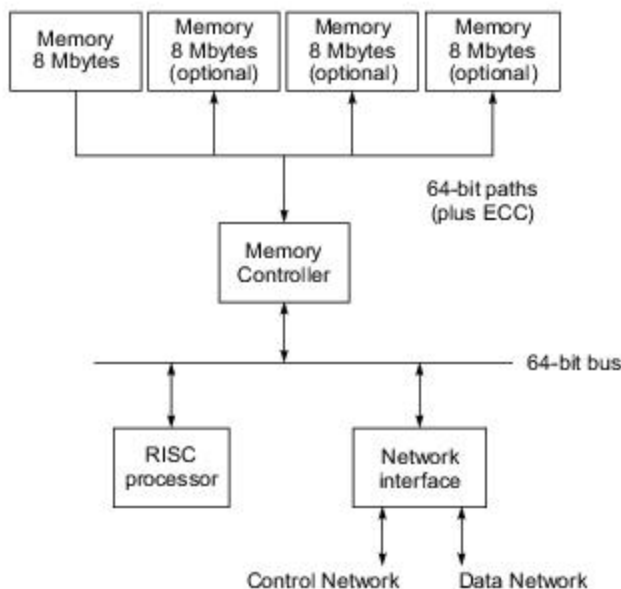 Memory
8 Mbytes
Memory
8 Mbytes
(optional)
Memory
8 Mbytes
(optional)
Memory
8 Mbytes
(optional)
64-bit paths
(plus ECC)
Memory
Controller
64-bit bus
RISC
processor
Network
interface
Control Network
Data Network